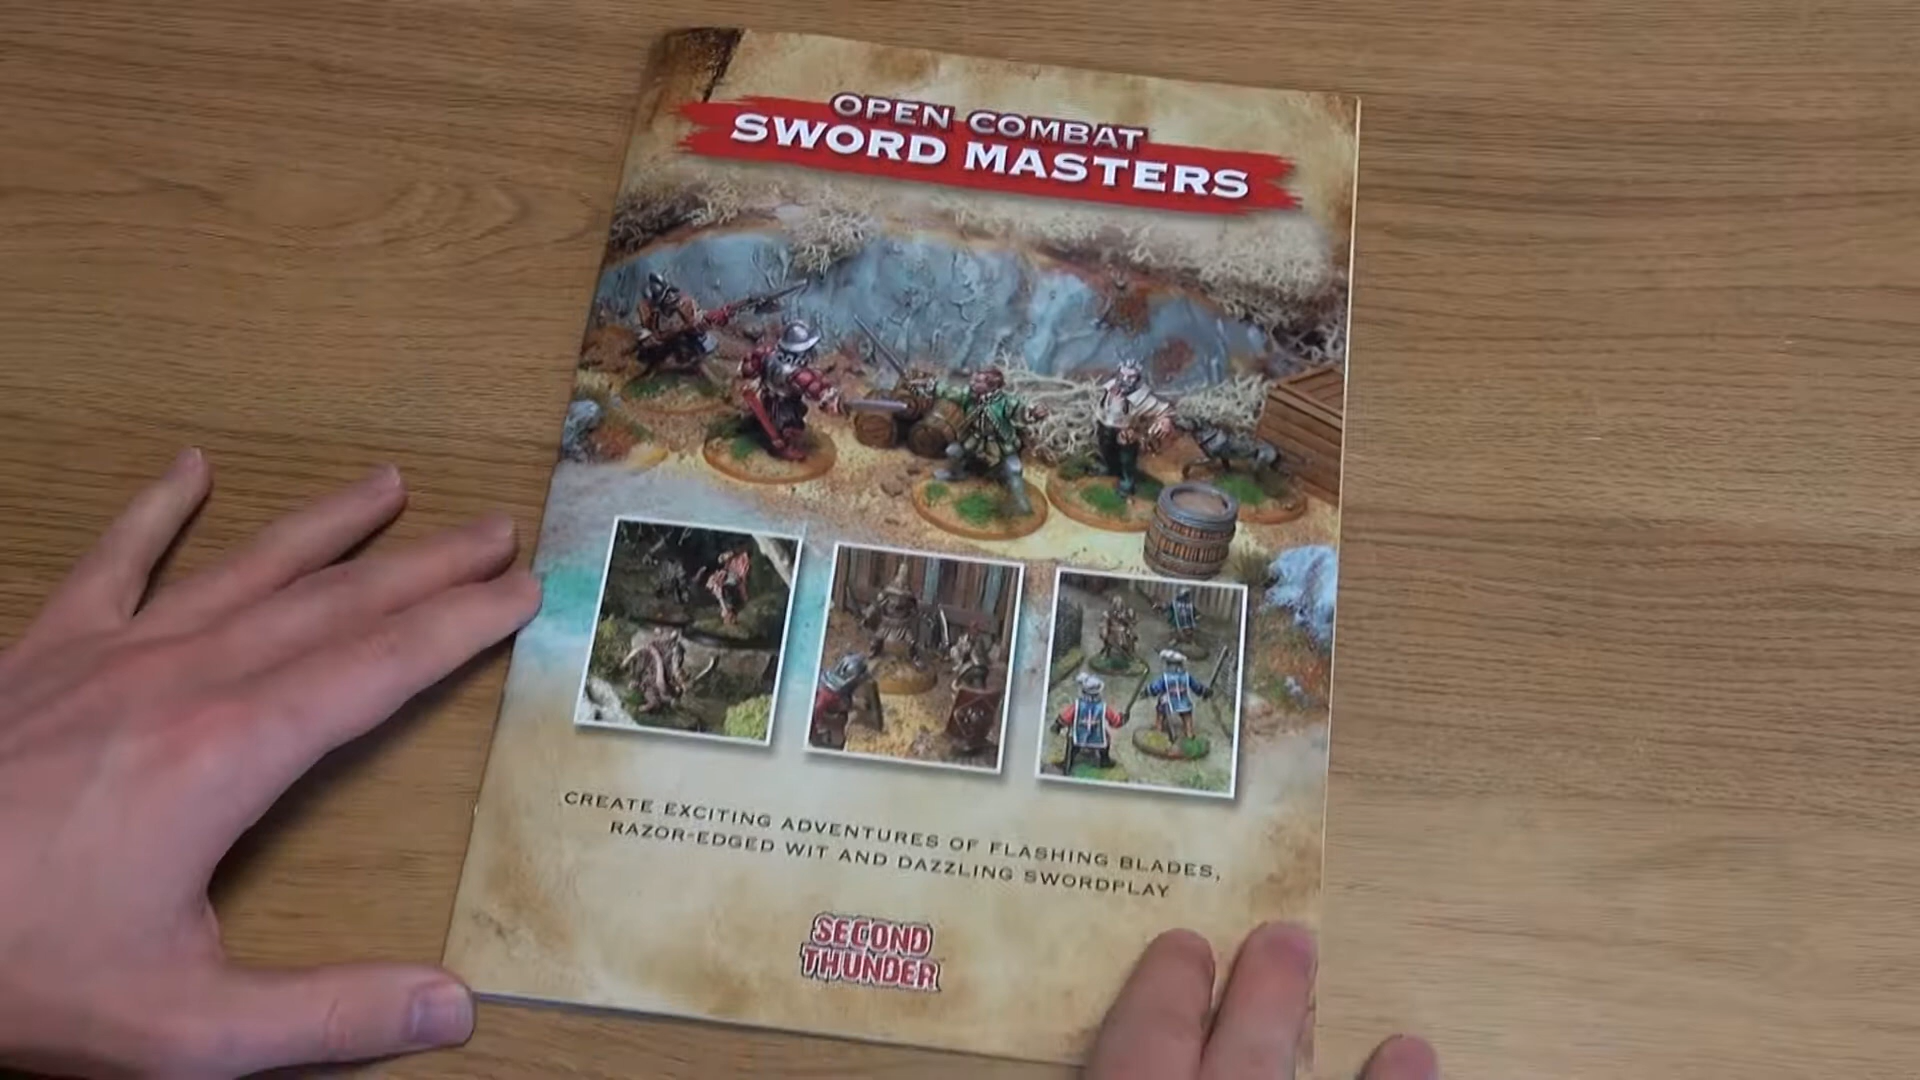 OPEN COMBAT
SWORD MASTERS
CREATE EXCITING ADVENTURES OF FLASHING BLADES,
RAZOR-EDGED WIT AND DAZZLING SWORDPLAY
SECOND
THUNDER